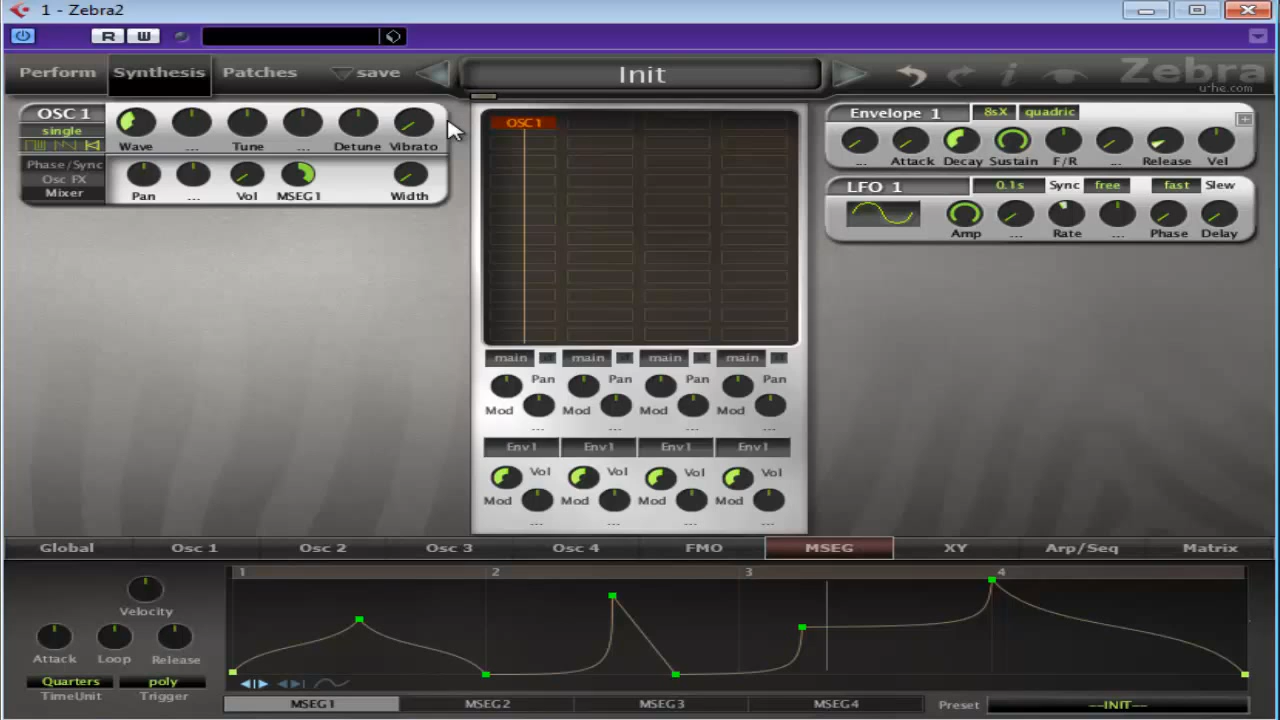 1 - Zebra2
R W
Perform Synthesis Patches save Init Zebra
u-he.com
OSC 1
single
Wave ... Tune ... Detune Vibrato
Phase/Sync
Osc FX
Mixer
Pan ... Vol MSEG1 Width
OSC1
main main main main
Pan Pan Pan Pan
Mod Mod Mod Mod
... ... ... ...
Env1 Env1 Env1 Env1
Vol Vol Vol Vol
Mod Mod Mod Mod
... ... ... ...
Envelope 1 8sX quadric
... Attack Decay Sustain F/R ... Release Vel
LFO 1 0.1s Sync free fast Slew
Amp ... Rate ... Phase Delay
Global Osc 1 Osc 2 Osc 3 Osc 4 FMO MSEG XY Arp/Seq Matrix
1 2 3 4
Velocity
Attack Loop Release
Quarters poly
TimeUnit Trigger
MSEG1 MSEG2 MSEG3 MSEG4 Preset --INIT--